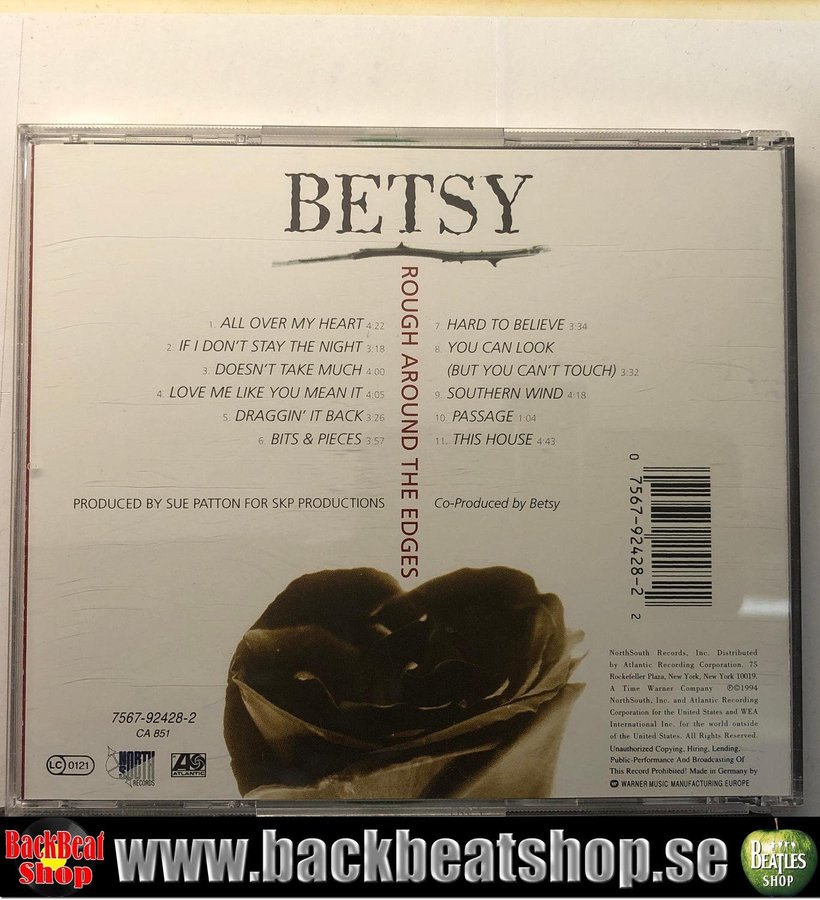 BETSY
ROUGH AROUND THE EDGES
1. ALL OVER MY HEART 4:22
2. IF I DON'T STAY THE NIGHT 3:18
3. DOESN'T TAKE MUCH 4:00
4. LOVE ME LIKE YOU MEAN IT 4:05
5. DRAGGIN' IT BACK 3:26
6. BITS & PIECES 3:57
7. HARD TO BELIEVE 3:34
8. YOU CAN LOOK
(BUT YOU CAN'T TOUCH) 3:32
9. SOUTHERN WIND 4:18
10. PASSAGE 1:04
11. THIS HOUSE 4:43
PRODUCED BY SUE PATTON FOR SKP PRODUCTIONS
Co-Produced by Betsy
0 7567-92428-2 2
NorthSouth Records, Inc. Distributed
by Atlantic Recording Corporation, 75
Rockefeller Plaza, New York, New York 10019.
A Time Warner Company ℗©1994
NorthSouth, Inc. and Atlantic Recording
Corporation for the United States and WEA
International Inc. for the world outside
of the United States. All Rights Reserved.
Unauthorized Copying, Hiring, Lending,
Public-Performance And Broadcasting Of
This Record Prohibited! Made in Germany by
WARNER MUSIC MANUFACTURING EUROPE
7567-92428-2
CA 851
LC 0121
NORTH
SOUTH
RECORDS
ATLANTIC
BackBeat
Shop
www.backbeatshop.se
BEATLES
SHOP